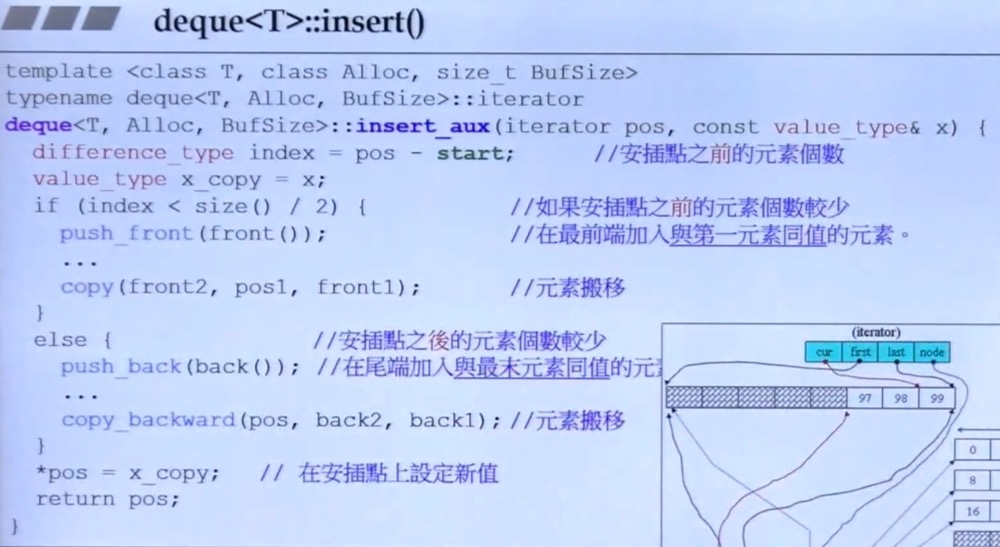 deque<T>::insert()
template <class T, class Alloc, size_t BufSize>
typename deque<T, Alloc, BufSize>::iterator
deque<T, Alloc, BufSize>::insert_aux(iterator pos, const value_type& x) {
difference_type index = pos - start; //安插點之前的元素個數
value_type x_copy = x;
if (index < size() / 2) { //如果安插點之前的元素個數較少
push_front(front()); //在最前端加入與第一元素同值的元素。
...
copy(front2, pos1, front1); //元素搬移
}
else { //安插點之後的元素個數較少
push_back(back()); //在尾端加入與最末元素同值的元
...
copy_backward(pos, back2, back1); //元素搬移
}
*pos = x_copy; // 在安插點上設定新值
return pos;
}
(iterator)
cur first last node
97 98 99
0
8
16